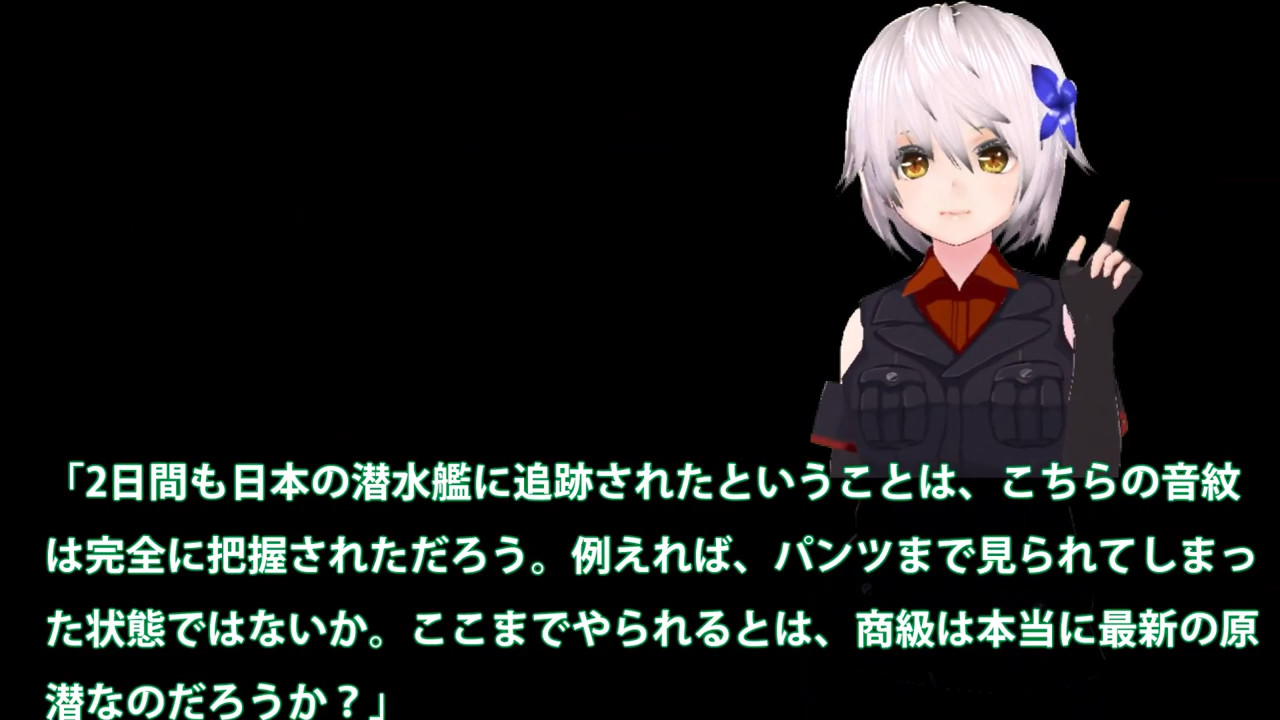 「2日間も日本の潜水艦に追跡されたということは、こちらの音紋
は完全に把握されただろう。例えれば、パンツまで見られてしまっ
た状態ではないか。ここまでやられるとは、商級は本当に最新の原
潜なのだろうか？」